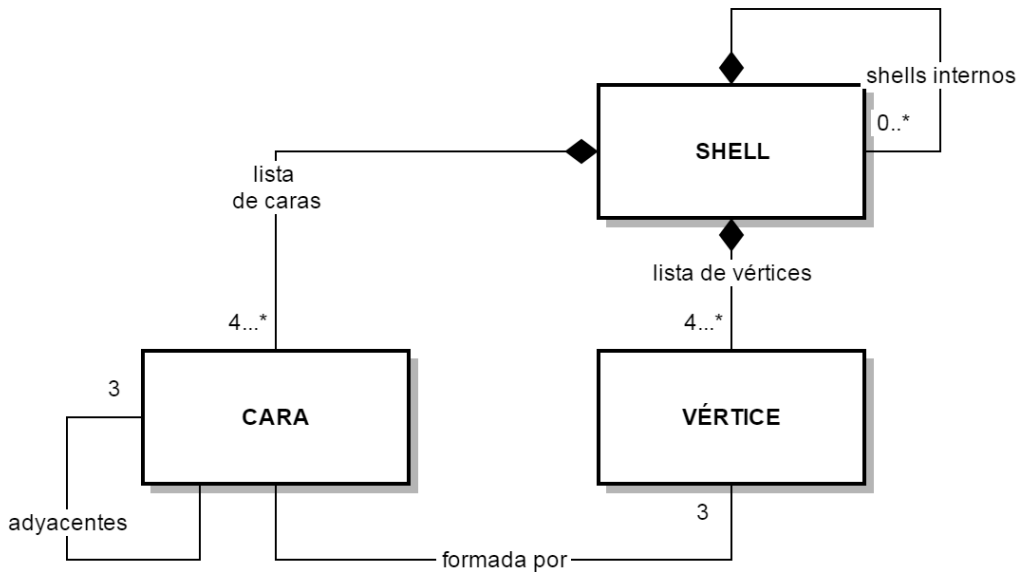 shells internos
0..*
SHELL
lista
de caras
lista de vértices
4...*
4...*
3
CARA
VÉRTICE
adyacentes
3
formada por